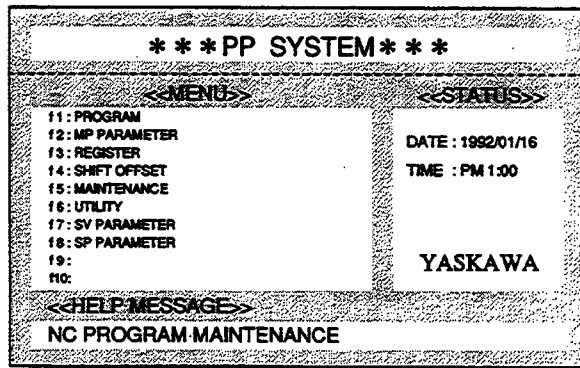 ***PP SYSTEM***
<<MENU>>
<<STATUS>>
f1: PROGRAM
f2: MP PARAMETER
f3: REGISTER
f4: SHIFT OFFSET
f5: MAINTENANCE
f6: UTILITY
f7: SV PARAMETER
f8: SP PARAMETER
f9:
f10:
DATE : 1992/01/16
TIME : PM 1:00
YASKAWA
<<HELP MESSAGE>>
NC PROGRAM MAINTENANCE